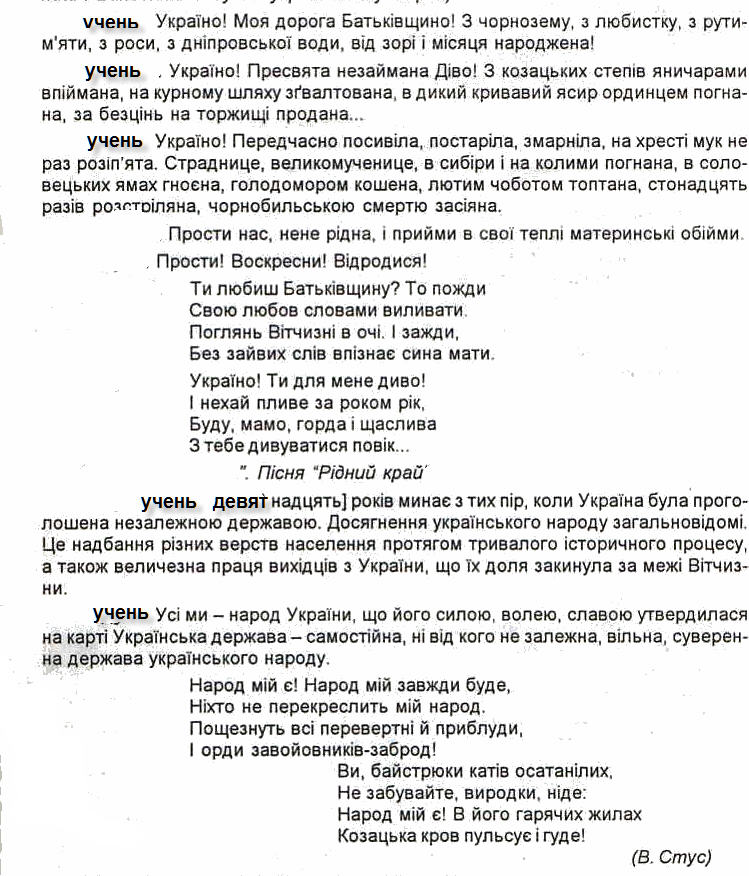 учень Україно! Моя дорога Батьківщино! З чорнозему, з любистку, з рути-
м'яти, з роси, з дніпровської води, від зорі і місяця народжена!
учень . Україно! Пресвята незаймана Діво! З козацьких степів яничарами
впіймана, на курному шляху зґвалтована, в дикий кривавий ясир ординцем погна-
на, за безцінь на торжищі продана...
учень Україно! Передчасно посивіла, постаріла, змарніла, на хресті мук не
раз розіп'ята. Страднице, великомученице, в сибіри і на колими погнана, в соло-
вецьких ямах гноєна, голодомором кошена, лютим чоботом топтана, стонадцять
разів розстріляна, чорнобильською смертю засіяна.
Прости нас, нене рідна, і прийми в свої теплі материнські обійми.
Прости! Воскресни! Відродися!
Ти любиш Батьківщину? То пожди
Свою любов словами виливати.
Поглянь Вітчизні в очі. І зажди,
Без зайвих слів впізнає сина мати.
Україно! Ти для мене диво!
І нехай пливе за роком рік,
Буду, мамо, горда і щаслива
З тебе дивуватися повік...
". Пісня "Рідний край'
учень девят надцять] років минає з тих пір, коли Україна була прого-
лошена незалежною державою. Досягнення українського народу загальновідомі.
Це надбання різних верств населення протягом тривалого історичного процесу,
а також величезна праця вихідців з України, що їх доля закинула за межі Вітчиз-
ни.
учень Усі ми – народ України, що його силою, волею, славою утвердилася
на карті Українська держава – самостійна, ні від кого не залежна, вільна, суверен-
на держава українського народу.
Народ мій є! Народ мій завжди буде,
Ніхто не перекреслить мій народ.
Пощезнуть всі перевертні й приблуди,
І орди завойовників-заброд!
Ви, байстрюки катів осатанілих,
Не забувайте, виродки, ніде:
Народ мій є! В його гарячих жилах
Козацька кров пульсує і гуде!
(В. Стус)